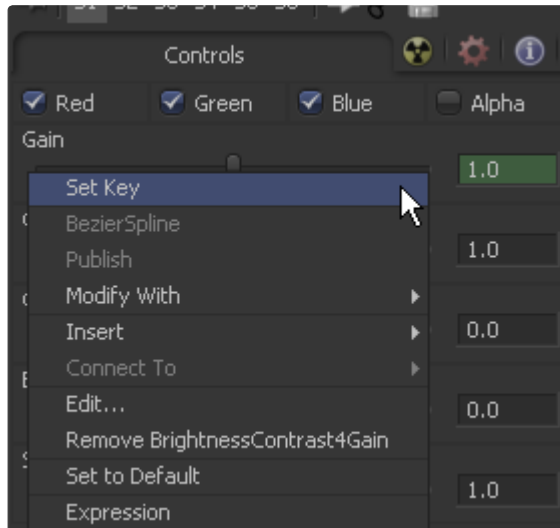 Controls
Red Green Blue Alpha
Gain
1.0
Set Key
BezierSpline
1.0
Publish
Modify With
Insert
0.0
Connect To
Edit...
0.0
Remove BrightnessContrast4Gain
Set to Default
1.0
Expression